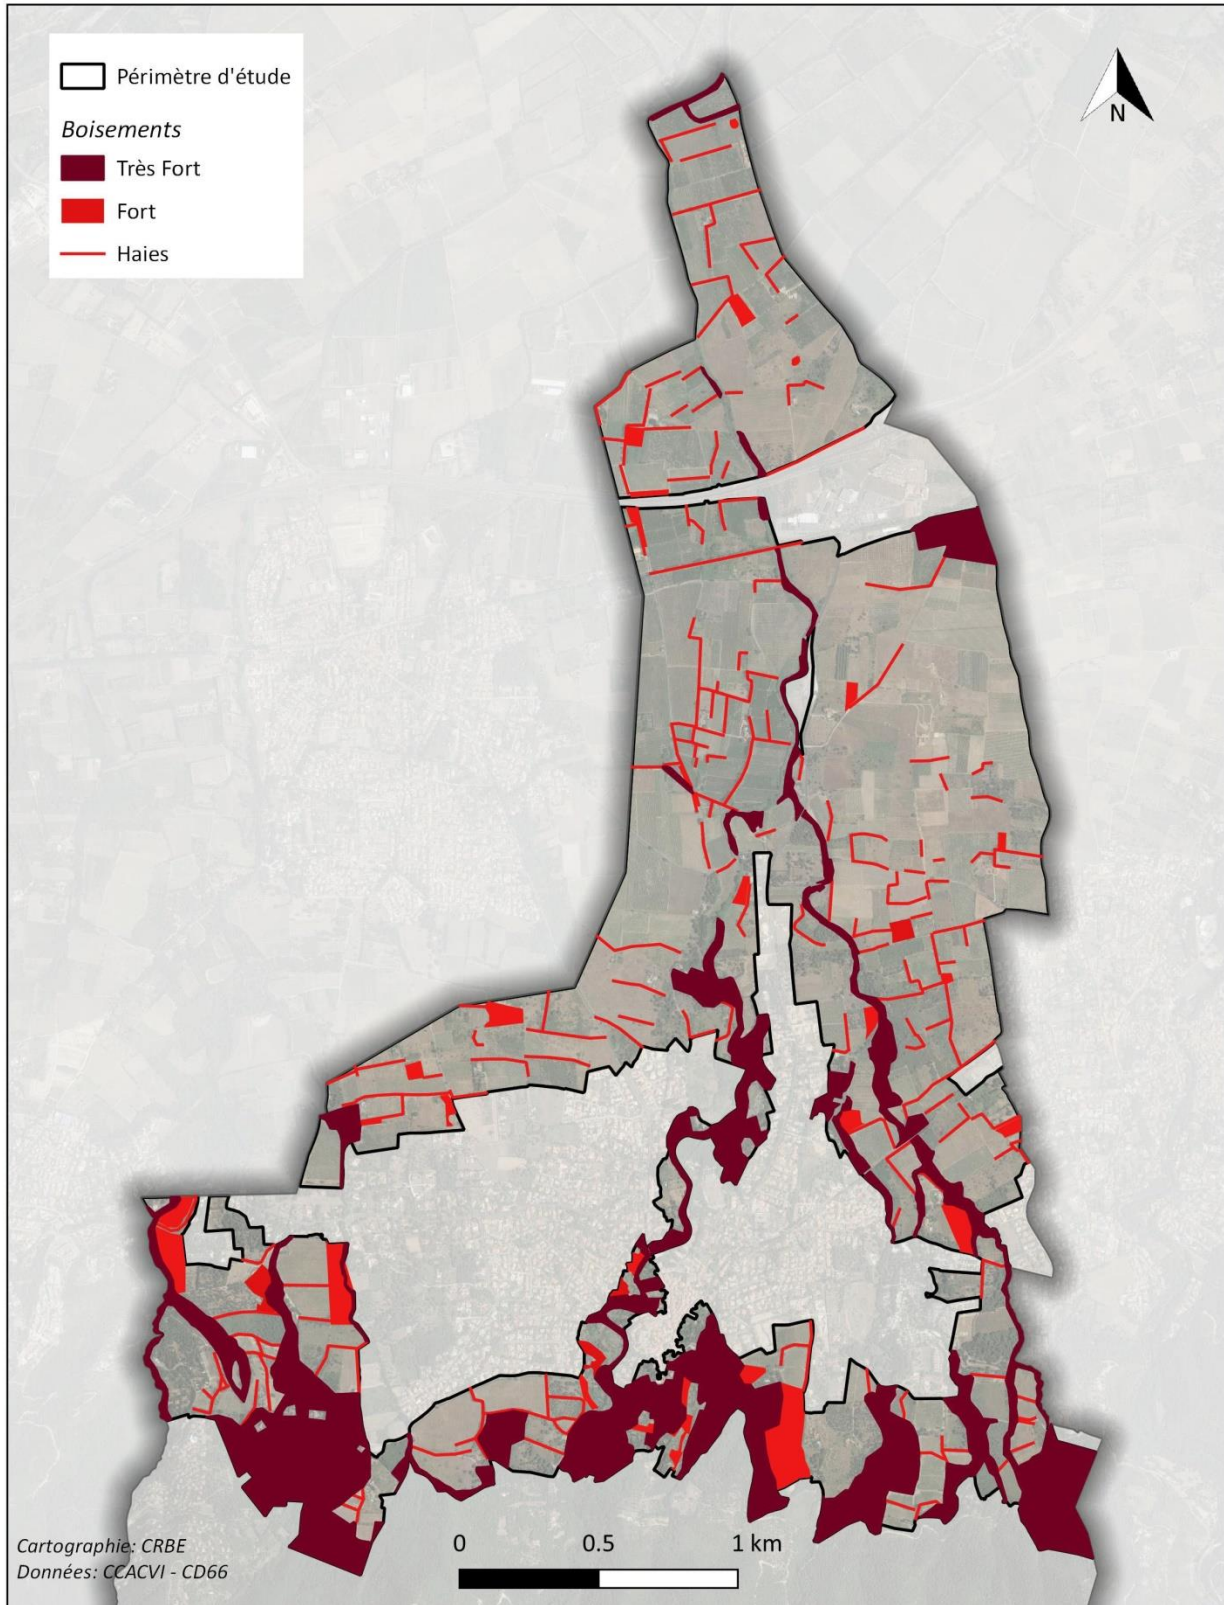 Périmètre d'étude
Boisements
Très Fort
Fort
Haies
N
Cartographie: CRBE
Données: CCACVI - CD66
0 0.5 1 km